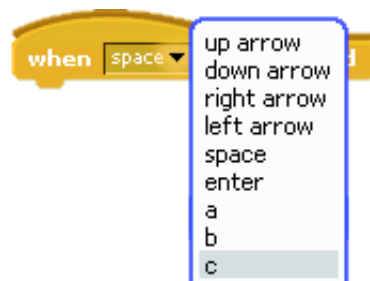 when space
up arrow
down arrow
right arrow
left arrow
space
enter
a
b
c